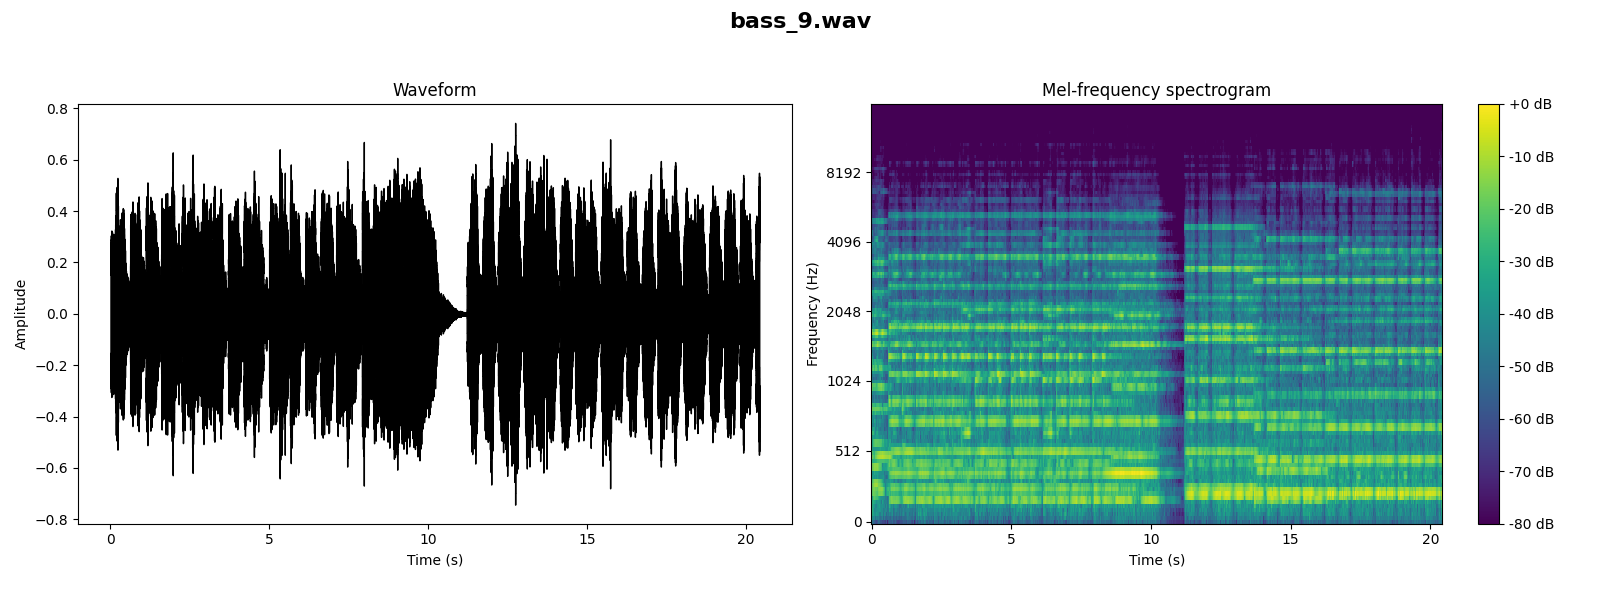 bass_9.wav
Waveform
Amplitude
0.8
0.6
0.4
0.2
0.0
−0.2
−0.4
−0.6
−0.8
0 5 10 15 20
Time (s)
Mel-frequency spectrogram
Frequency (Hz)
8192
4096
2048
1024
512
0
0 5 10 15 20
Time (s)
+0 dB
-10 dB
-20 dB
-30 dB
-40 dB
-50 dB
-60 dB
-70 dB
-80 dB